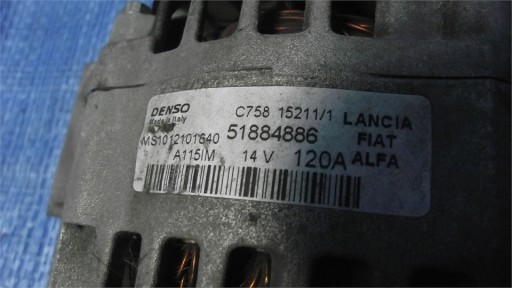 DENSO C758 15211/1 LANCIA
Made in Italy
MS1012101640 51884886 FIAT
A115IM 14 V 120A ALFA